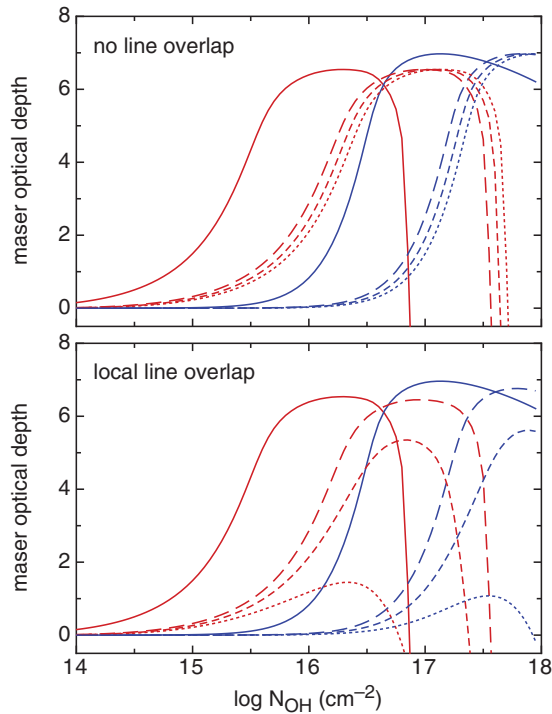 no line overlap
8
6
4
2
0
maser optical depth
local line overlap
6
4
2
0
maser optical depth
14 15 16 17 18
log N_OH (cm⁻²)